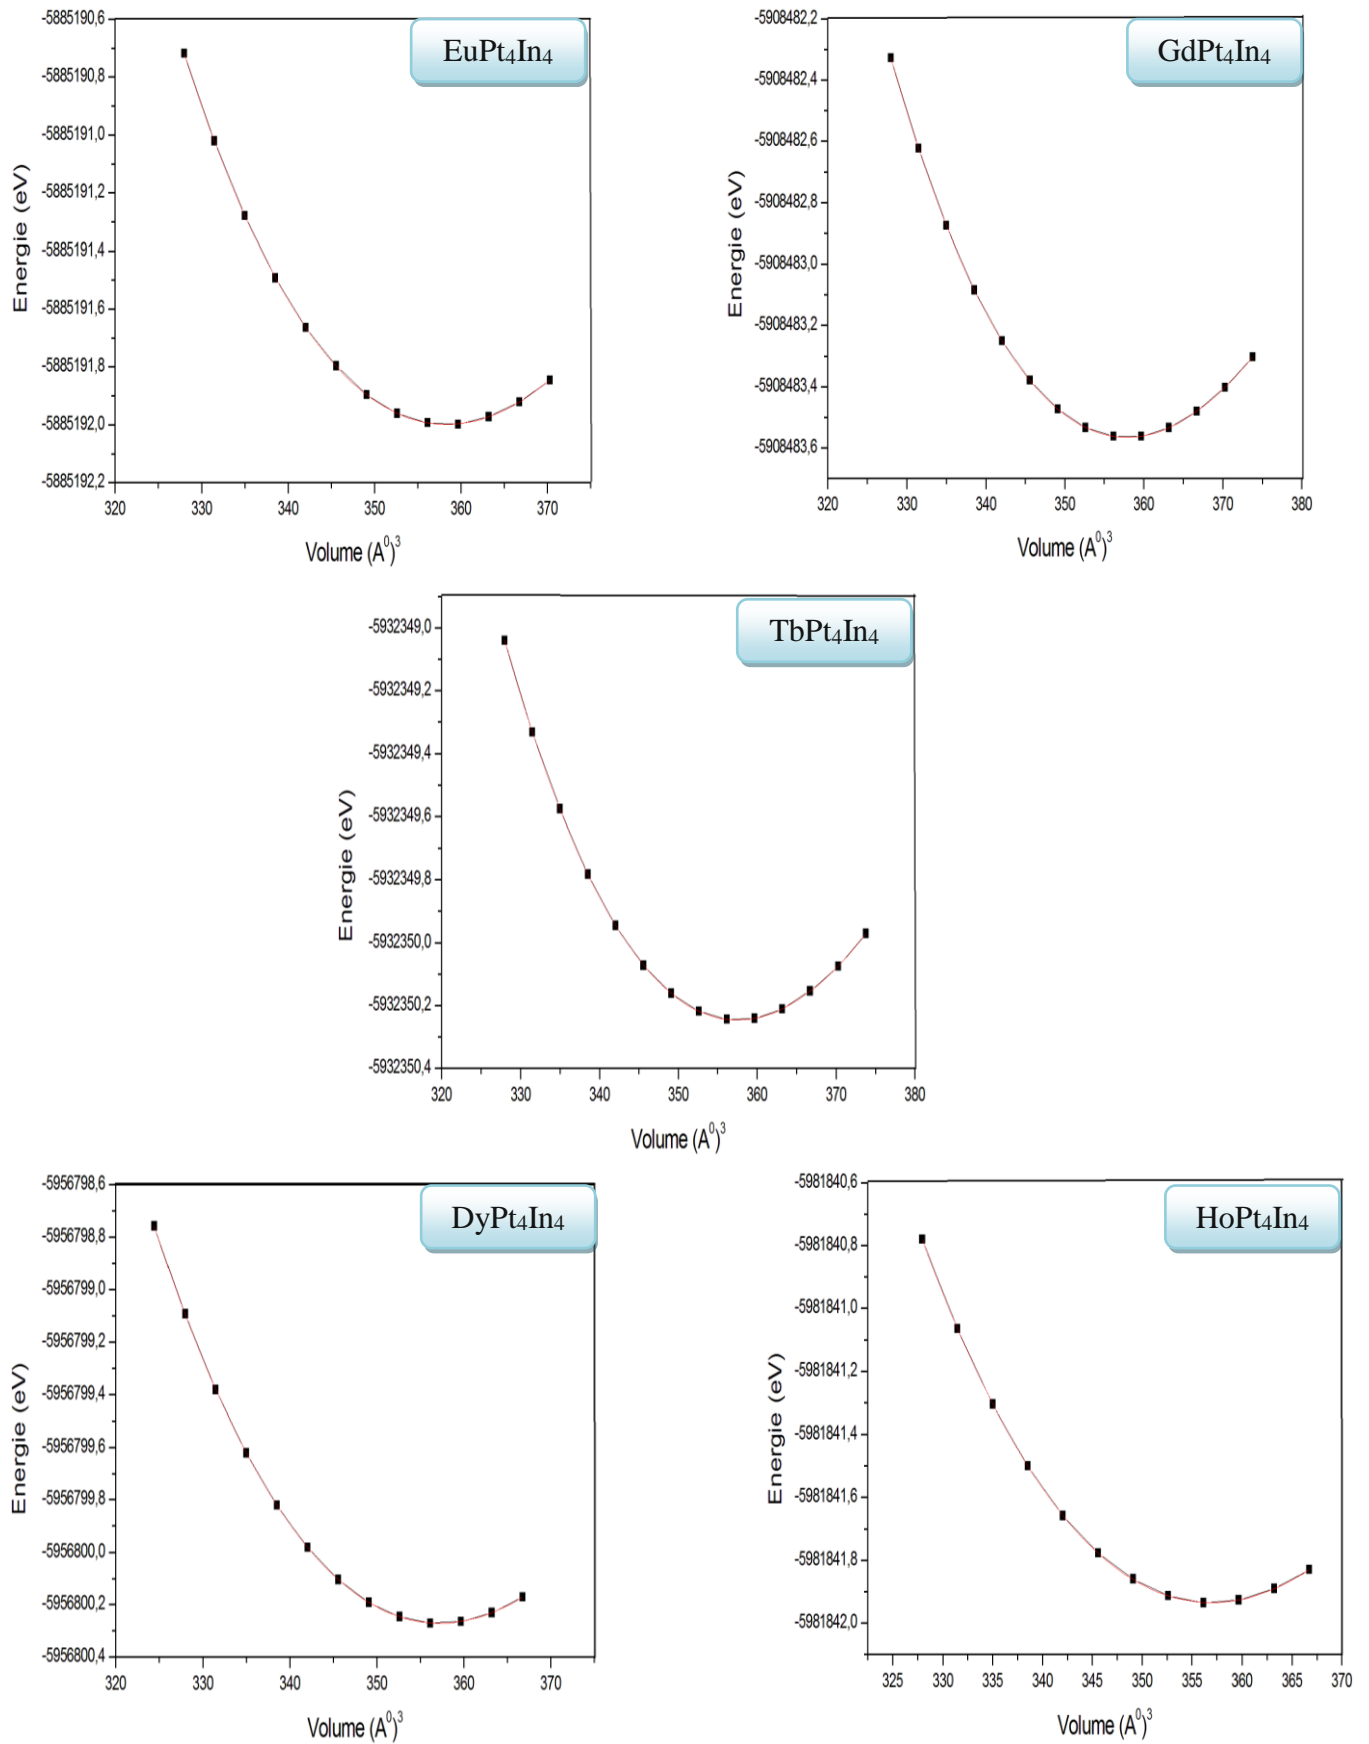 EuPt₄In₄
-5885190,6
-5885190,8
-5885191,0
-5885191,2
-5885191,4
-5885191,6
-5885191,8
-5885192,0
-5885192,2
Energie (eV)
320 330 340 350 360 370
Volume (A⁰)³
GdPt₄In₄
-5908482,2
-5908482,4
-5908482,6
-5908482,8
-5908483,0
-5908483,2
-5908483,4
-5908483,6
Energie (eV)
320 330 340 350 360 370 380
Volume (A⁰)³
TbPt₄In₄
-5932349,0
-5932349,2
-5932349,4
-5932349,6
-5932349,8
-5932350,0
-5932350,2
-5932350,4
Energie (eV)
320 330 340 350 360 370 380
Volume (A⁰)³
DyPt₄In₄
-5956798,6
-5956798,8
-5956799,0
-5956799,2
-5956799,4
-5956799,6
-5956799,8
-5956800,0
-5956800,2
-5956800,4
Energie (eV)
320 330 340 350 360 370
Volume (A⁰)³
HoPt₄In₄
-5981840,6
-5981840,8
-5981841,0
-5981841,2
-5981841,4
-5981841,6
-5981841,8
-5981842,0
Energie (eV)
325 330 335 340 345 350 355 360 365 370
Volume (A⁰)³